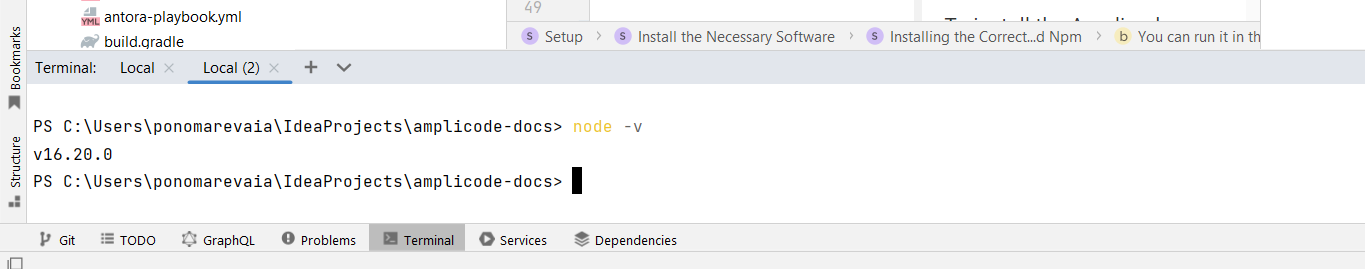 antora-playbook.yml
YML
build.gradle
49
S Setup > S Install the Necessary Software > S Installing the Correct...d Npm > b You can run it in th
Bookmarks
Structure
Terminal: Local × Local (2) × +
PS C:\Users\ponomarevaia\IdeaProjects\amplicode-docs> node -v
v16.20.0
PS C:\Users\ponomarevaia\IdeaProjects\amplicode-docs>
Git TODO GraphQL Problems Terminal Services Dependencies